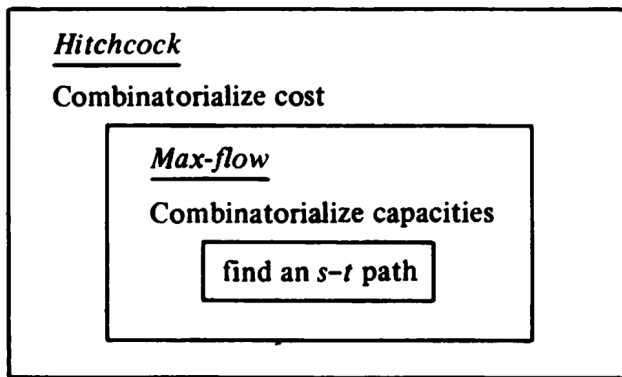 Hitchcock
Combinatorialize cost
Max-flow
Combinatorialize capacities
find an s–t path